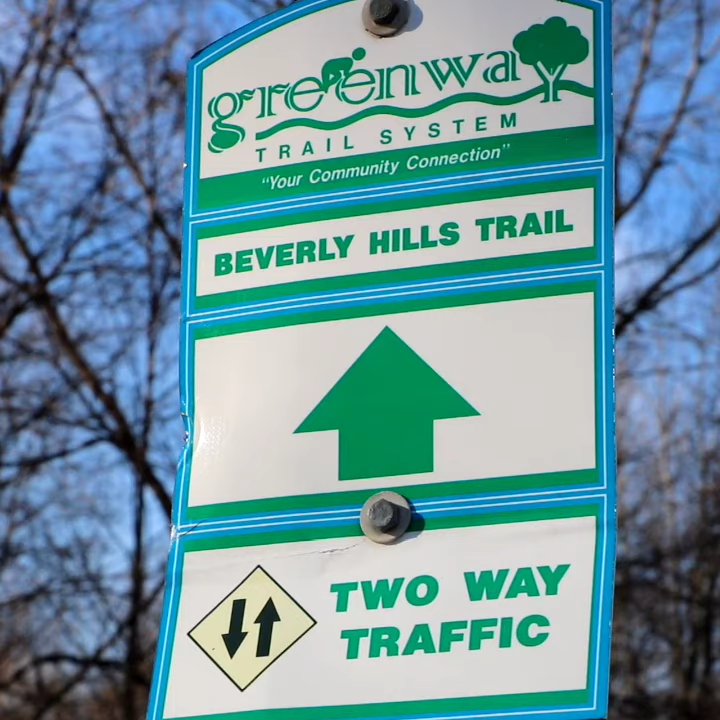 greenway
TRAIL SYSTEM
"Your Community Connection"
BEVERLY HILLS TRAIL
TWO WAY
TRAFFIC